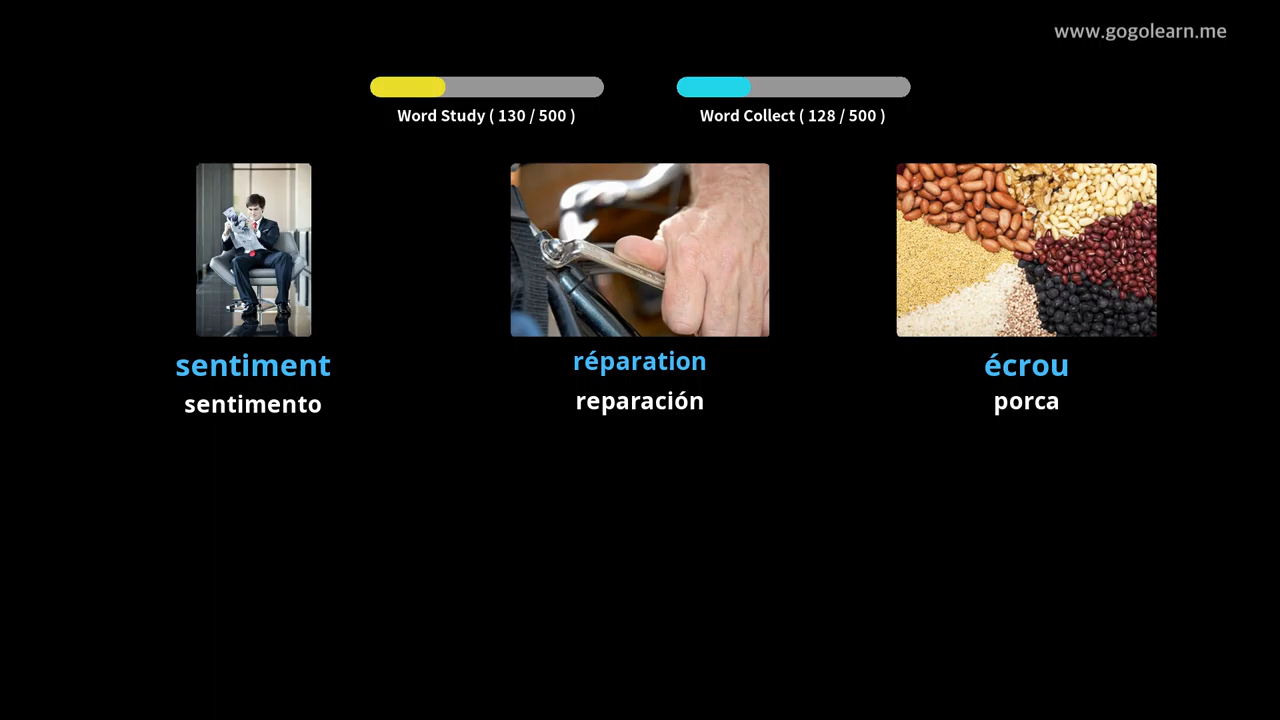 www.gogolearn.me
Word Study ( 130 / 500 )
Word Collect ( 128 / 500 )
sentiment
sentimento
réparation
reparación
écrou
porca